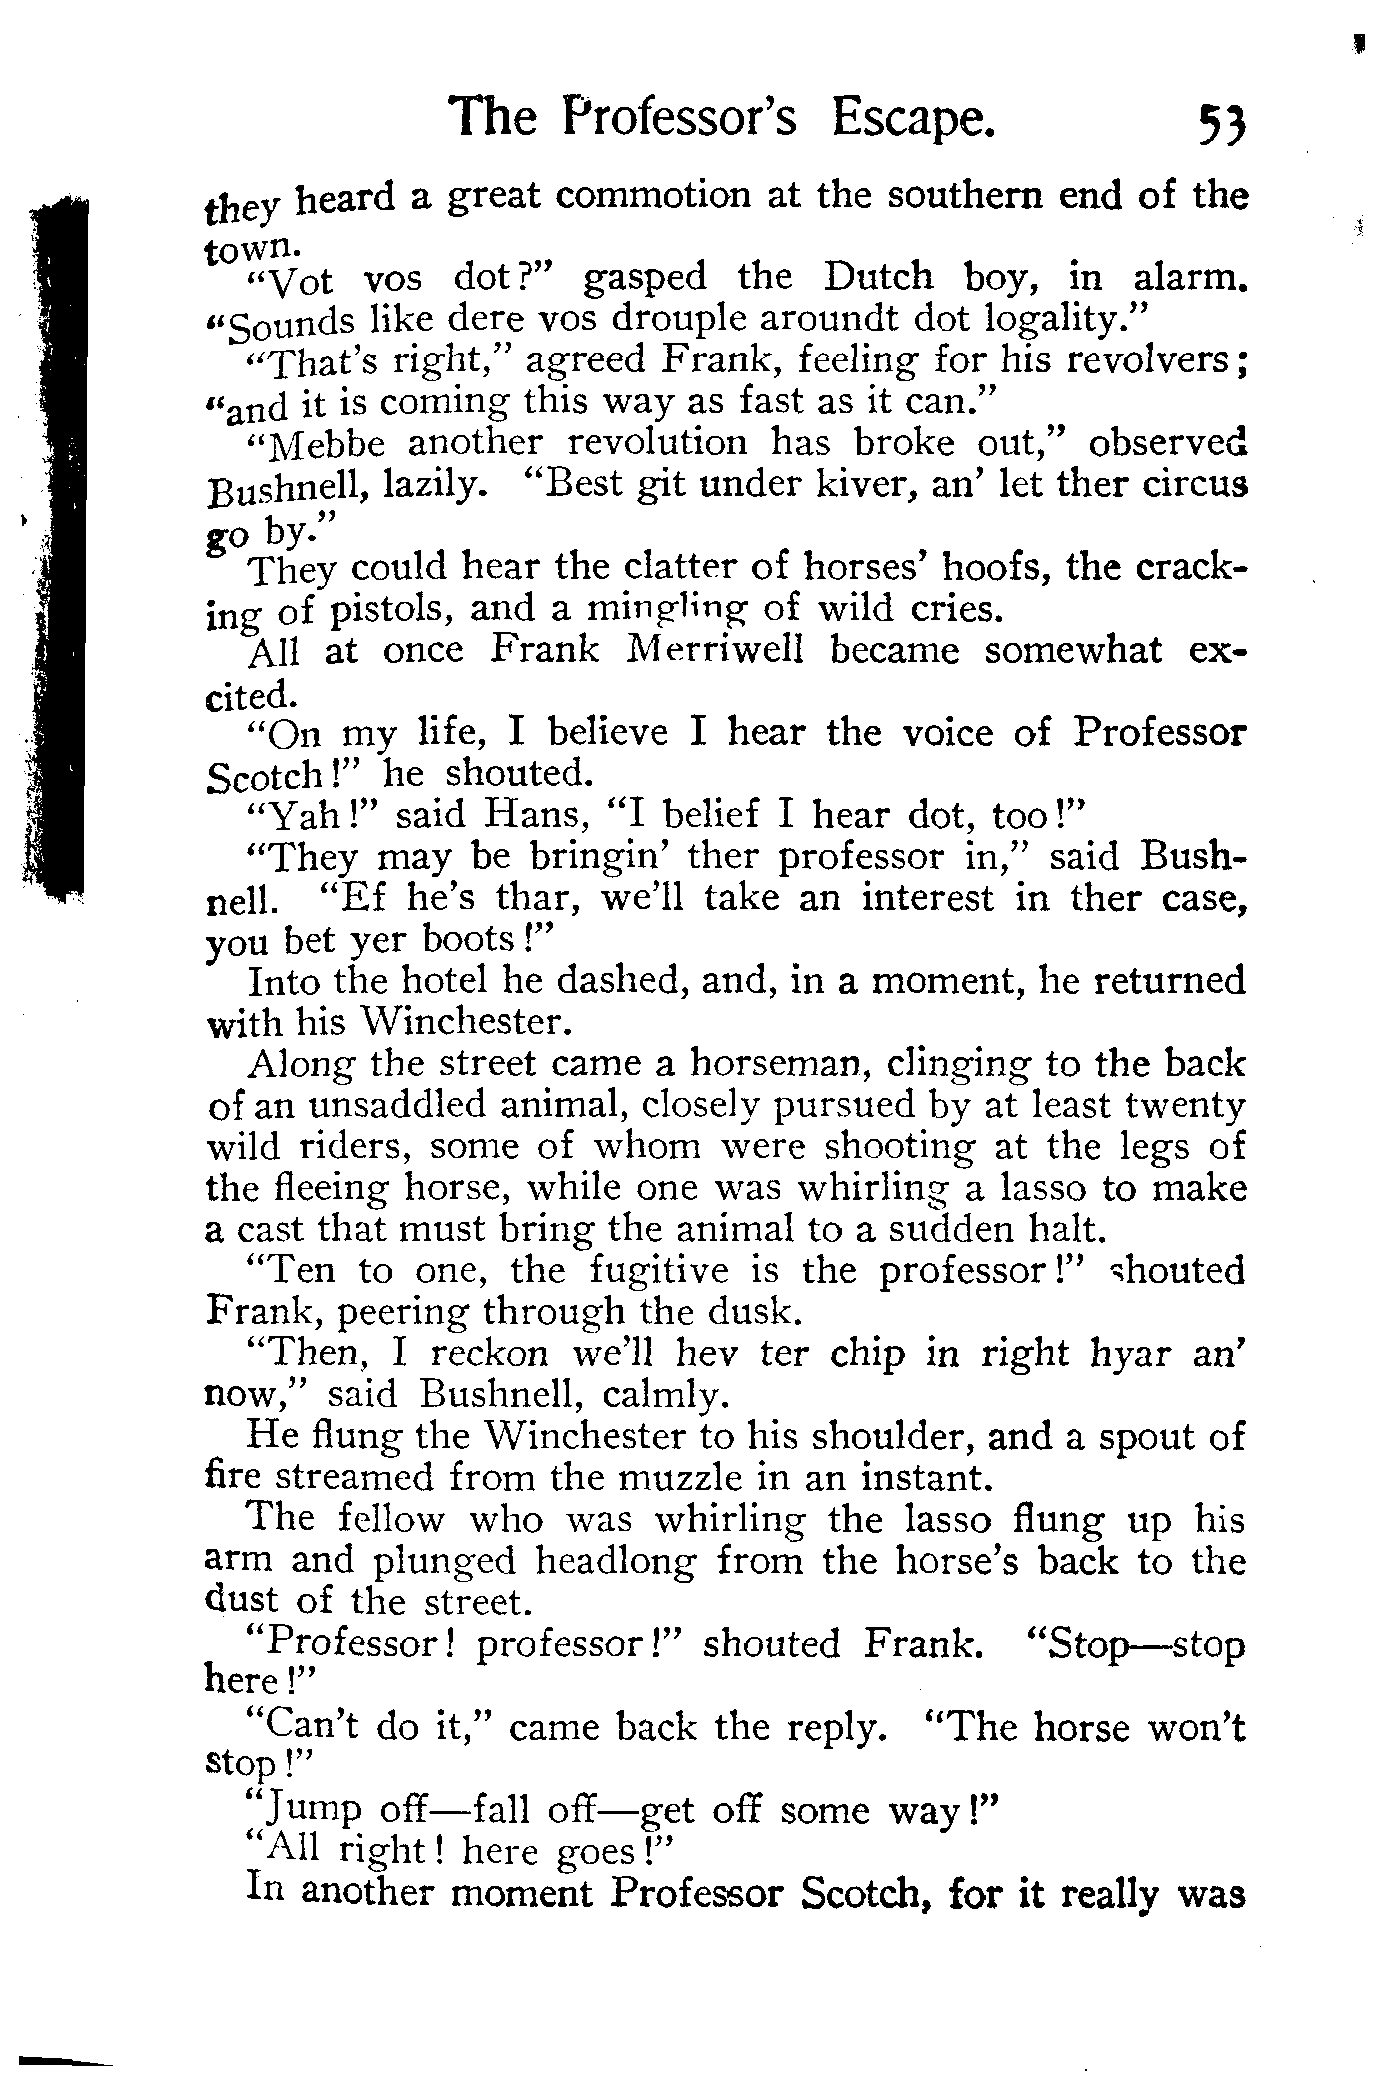 The Professor's Escape. 53
they heard a great commotion at the southern end of the
town.
"Vot vos dot?" gasped the Dutch boy, in alarm.
"Sounds like dere vos drouple aroundt dot logality."
"That's right," agreed Frank, feeling for his revolvers;
"and it is coming this way as fast as it can."
"Mebbe another revolution has broke out," observed
Bushnell, lazily. "Best git under kiver, an' let ther circus
go by."
They could hear the clatter of horses' hoofs, the crack-
ing of pistols, and a mingling of wild cries.
All at once Frank Merriwell became somewhat ex-
cited.
"On my life, I believe I hear the voice of Professor
Scotch!" he shouted.
"Yah!" said Hans, "I belief I hear dot, too!"
"They may be bringin' ther professor in," said Bush-
nell. "Ef he's thar, we'll take an interest in ther case,
you bet yer boots!"
Into the hotel he dashed, and, in a moment, he returned
with his Winchester.
Along the street came a horseman, clinging to the back
of an unsaddled animal, closely pursued by at least twenty
wild riders, some of whom were shooting at the legs of
the fleeing horse, while one was whirling a lasso to make
a cast that must bring the animal to a sudden halt.
"Ten to one, the fugitive is the professor!" shouted
Frank, peering through the dusk.
"Then, I reckon we'll hev ter chip in right hyar an'
now," said Bushnell, calmly.
He flung the Winchester to his shoulder, and a spout of
fire streamed from the muzzle in an instant.
The fellow who was whirling the lasso flung up his
arm and plunged headlong from the horse's back to the
dust of the street.
"Professor! professor!" shouted Frank. "Stop—stop
here!"
"Can't do it," came back the reply. "The horse won't
stop!"
"Jump off—fall off—get off some way!"
"All right! here goes!"
In another moment Professor Scotch, for it really was